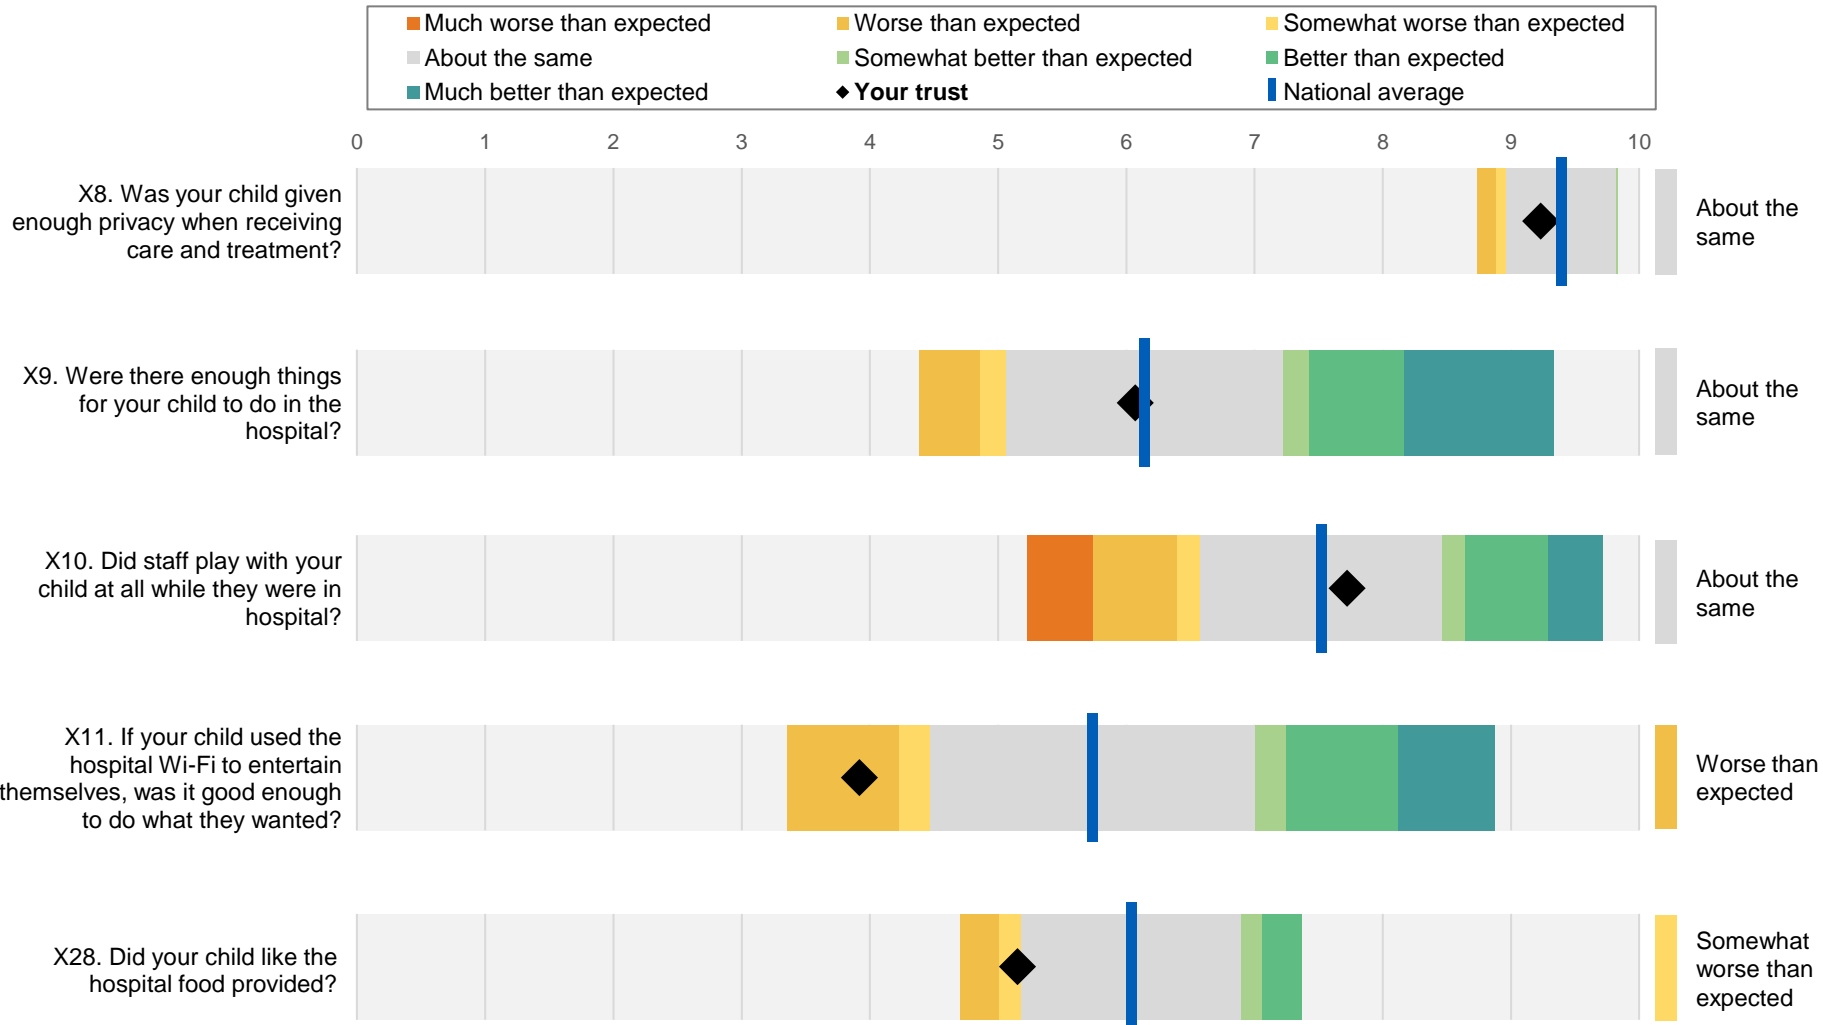 Much worse than expected
Worse than expected
Somewhat worse than expected
About the same
Somewhat better than expected
Better than expected
Much better than expected
Your trust
National average
0 1 2 3 4 5 6 7 8 9 10
X8. Was your child given
enough privacy when receiving
care and treatment?
About the
same
X9. Were there enough things
for your child to do in the
hospital?
About the
same
X10. Did staff play with your
child at all while they were in
hospital?
About the
same
X11. If your child used the
hospital Wi-Fi to entertain
themselves, was it good enough
to do what they wanted?
Worse than
expected
X28. Did your child like the
hospital food provided?
Somewhat
worse than
expected